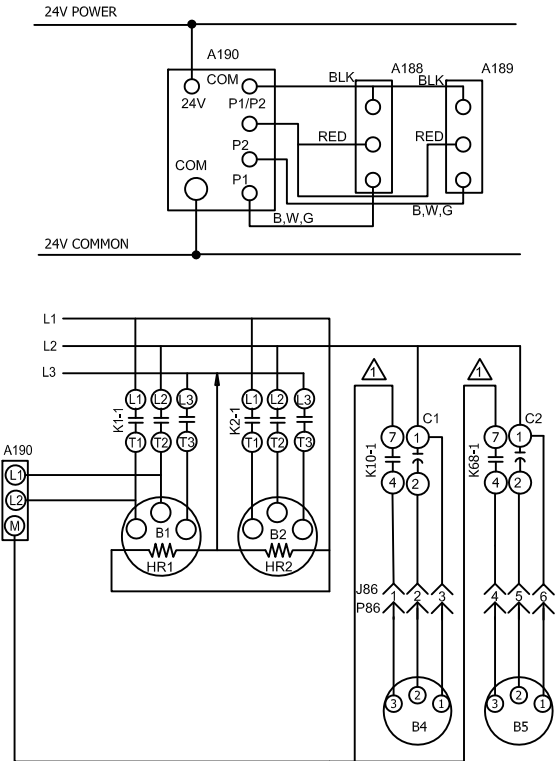 24V POWER
A190
COM
24V
P1/P2
P2
COM
P1
BLK
A188
BLK
A189
RED
RED
B,W,G
B,W,G
24V COMMON
L1
L2
L3
1
1
L1
L2
L3
L1
L2
L3
K1-1
K2-1
T1
T2
T3
T1
T2
T3
C1
C2
7
1
7
1
K10-1
K68-1
4
2
4
2
A190
L1
L2
M
B1
HR1
B2
HR2
J86
1
2
3
4
5
6
P86
3
2
1
B4
3
2
1
B5